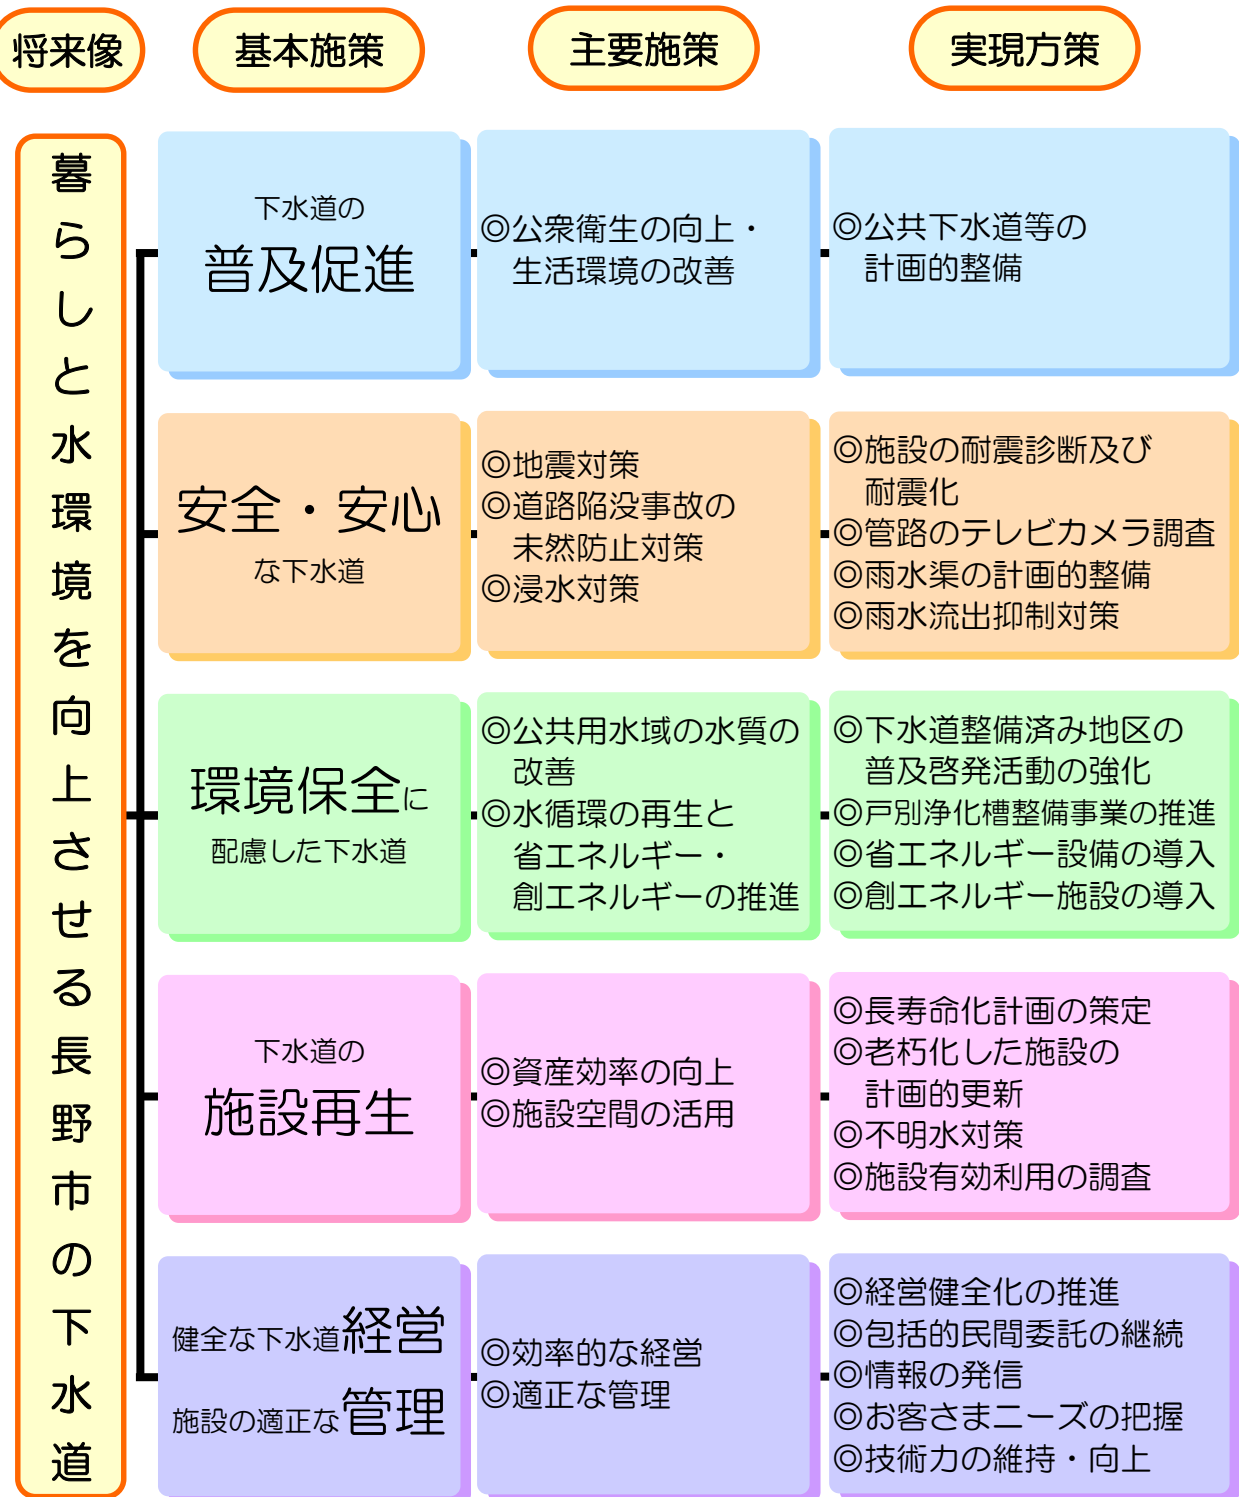 将来像
基本施策
主要施策
実現方策
暮らしと水環境を向上させる長野市の下水道
下水道の
普及促進
◎公衆衛生の向上・
生活環境の改善
◎公共下水道等の
計画的整備
安全・安心
な下水道
◎地震対策
◎道路陥没事故の
未然防止対策
◎浸水対策
◎施設の耐震診断及び
耐震化
◎管路のテレビカメラ調査
◎雨水渠の計画的整備
◎雨水流出抑制対策
環境保全に
配慮した下水道
◎公共用水域の水質の
改善
◎水循環の再生と
省エネルギー・
創エネルギーの推進
◎下水道整備済み地区の
普及啓発活動の強化
◎戸別浄化槽整備事業の推進
◎省エネルギー設備の導入
◎創エネルギー施設の導入
下水道の
施設再生
◎資産効率の向上
◎施設空間の活用
◎長寿命化計画の策定
◎老朽化した施設の
計画的更新
◎不明水対策
◎施設有効利用の調査
健全な下水道経営
施設の適正な管理
◎効率的な経営
◎適正な管理
◎経営健全化の推進
◎包括的民間委託の継続
◎情報の発信
◎お客さまニーズの把握
◎技術力の維持・向上